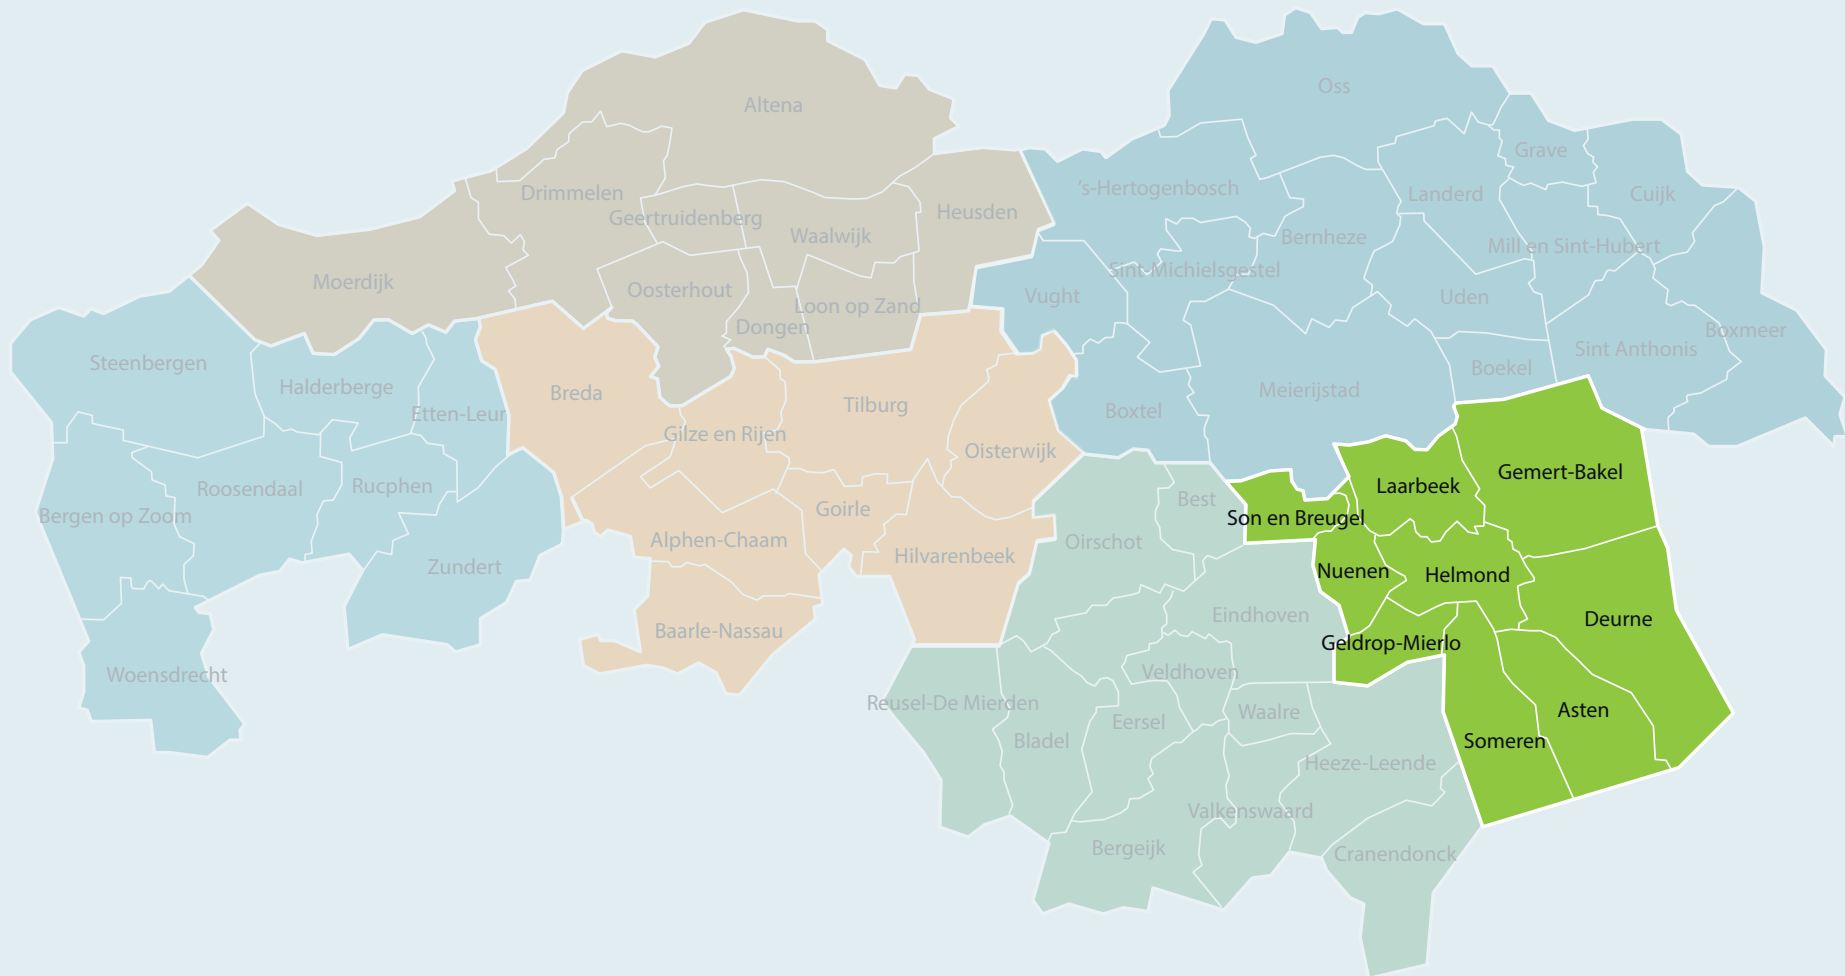 Altena
Drimmelen
Geertruidenberg
Waalwijk
Heusden
Moerdijk
Oosterhout
Loon op Zand
Dongen
Oss
Grave
's-Hertogenbosch
Landerd
Cuijk
Bernheze
Mill en Sint-Hubert
Sint-Michielsgestel
Vught
Uden
Boxmeer
Sint Anthonis
Boekel
Meierijstad
Boxtel
Steenbergen
Halderberge
Etten-Leur
Roosendaal
Rucphen
Bergen op Zoom
Zundert
Woensdrecht
Breda
Tilburg
Gilze en Rijen
Oisterwijk
Goirle
Alphen-Chaam
Hilvarenbeek
Baarle-Nassau
Best
Oirschot
Eindhoven
Veldhoven
Reusel-De Mierden
Waalre
Eersel
Bladel
Heeze-Leende
Valkenswaard
Bergeijk
Cranendonck
Gemert-Bakel
Laarbeek
Son en Breugel
Nuenen
Helmond
Deurne
Geldrop-Mierlo
Asten
Someren